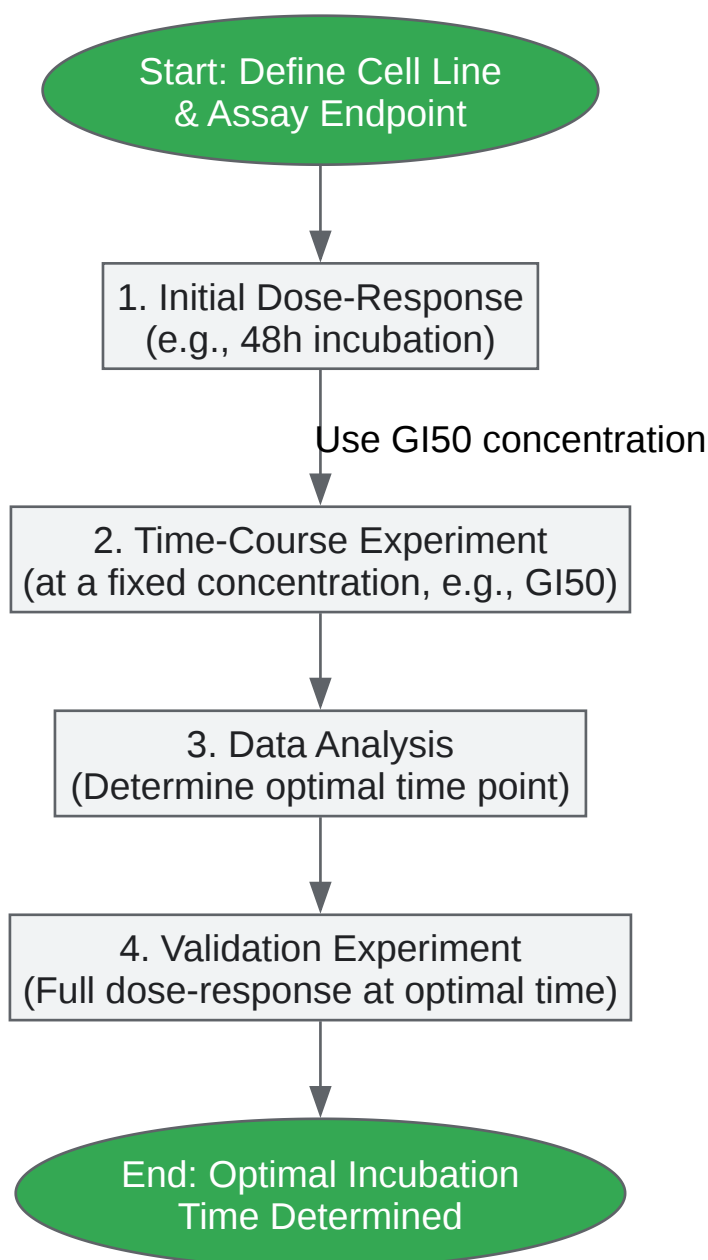 Start: Define Cell Line
& Assay Endpoint
1. Initial Dose-Response
(e.g., 48h incubation)
Use GI50 concentration
2. Time-Course Experiment
(at a fixed concentration, e.g., GI50)
3. Data Analysis
(Determine optimal time point)
4. Validation Experiment
(Full dose-response at optimal time)
End: Optimal Incubation
Time Determined